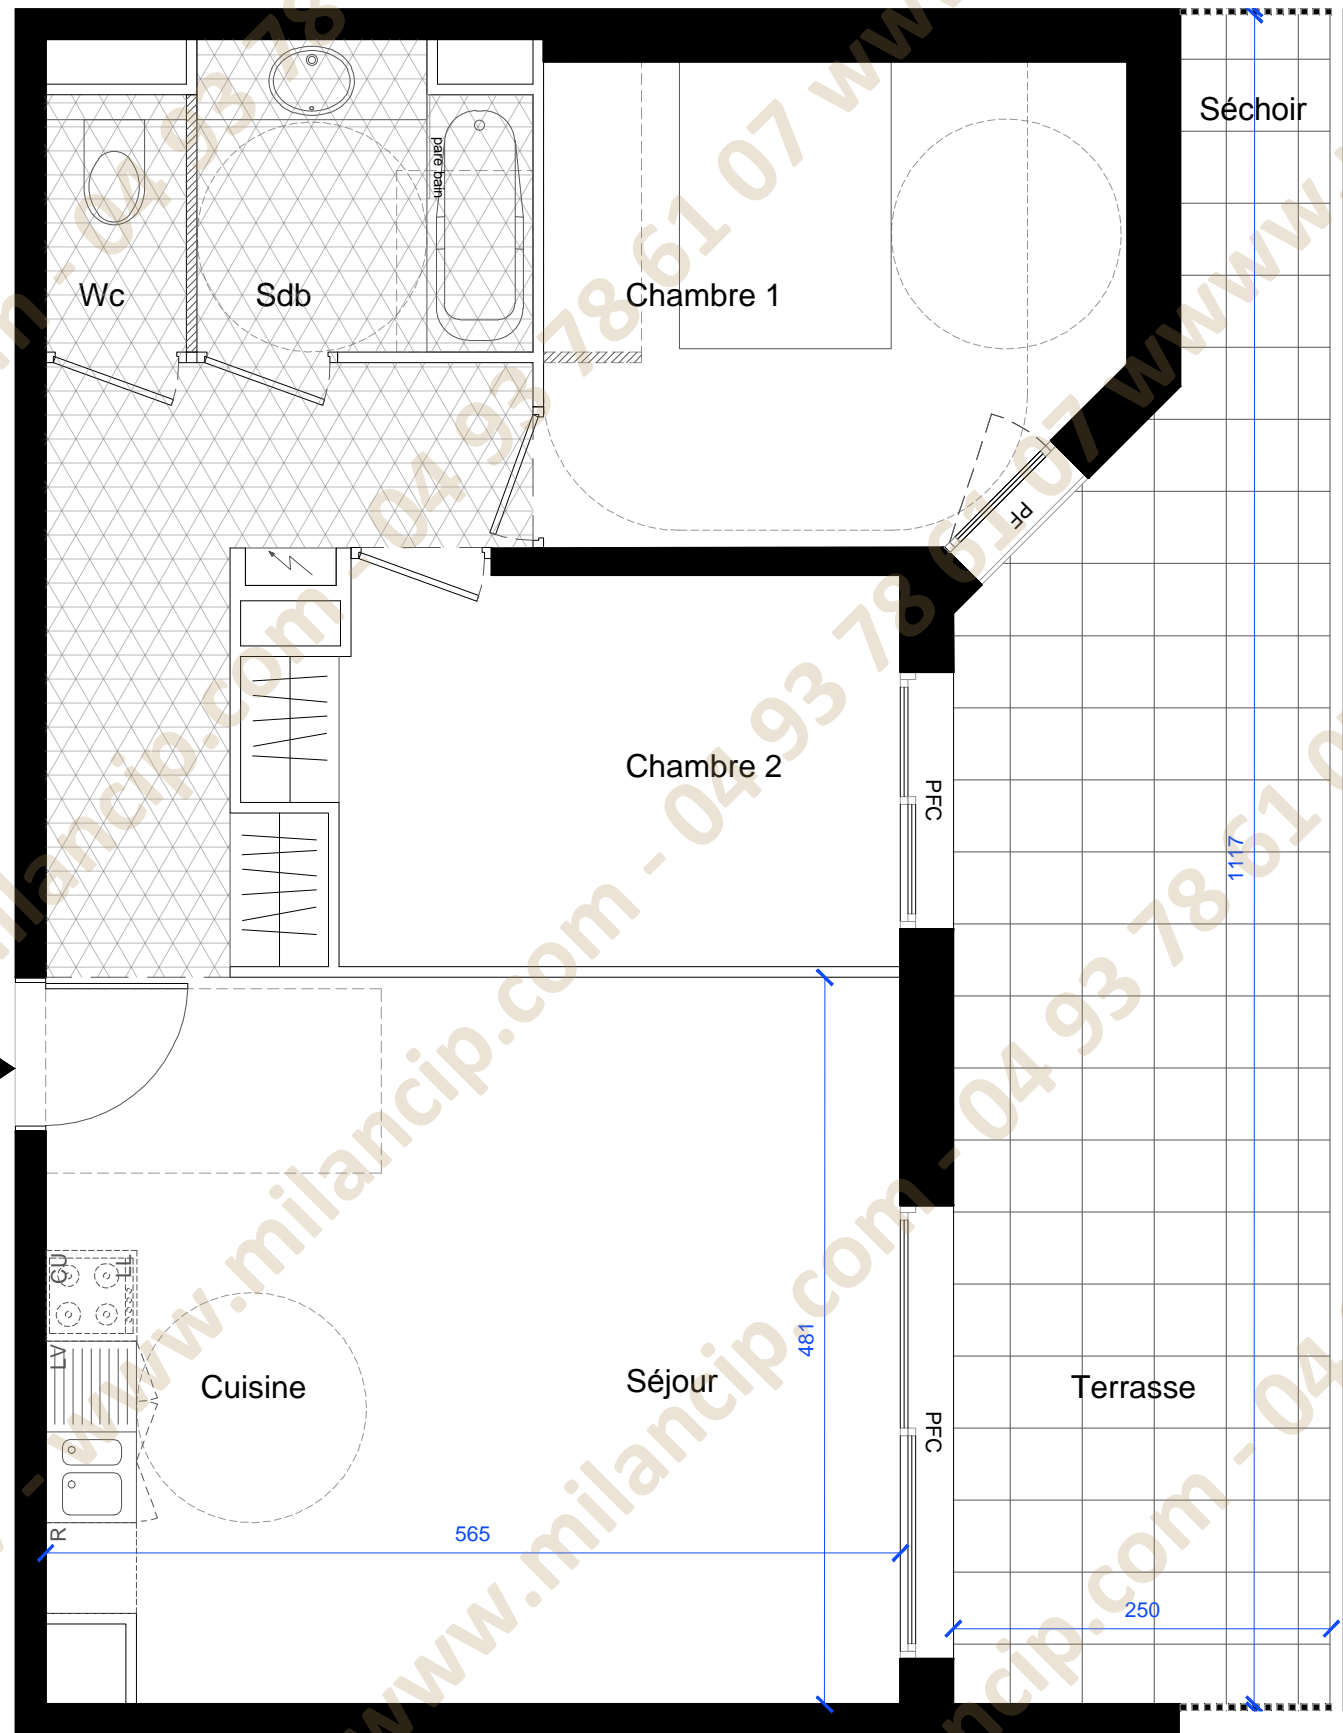 Séchoir
pare bain
Wc
Sdb
Chambre 1
PF
Chambre 2
PFC
1117
CU
LL
LV
481
Cuisine
Séjour
Terrasse
PFC
R
565
250
www.milancip.com - 04 93 78 61 07